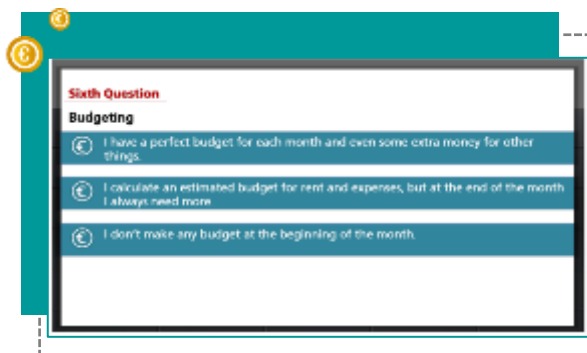 Sixth Question
Budgeting
I have a perfect budget for each month and even some extra money for other
things.
I calculate an estimated budget for rent and expenses, but at the end of the month
I always need more
I don't make any budget at the beginning of the month.